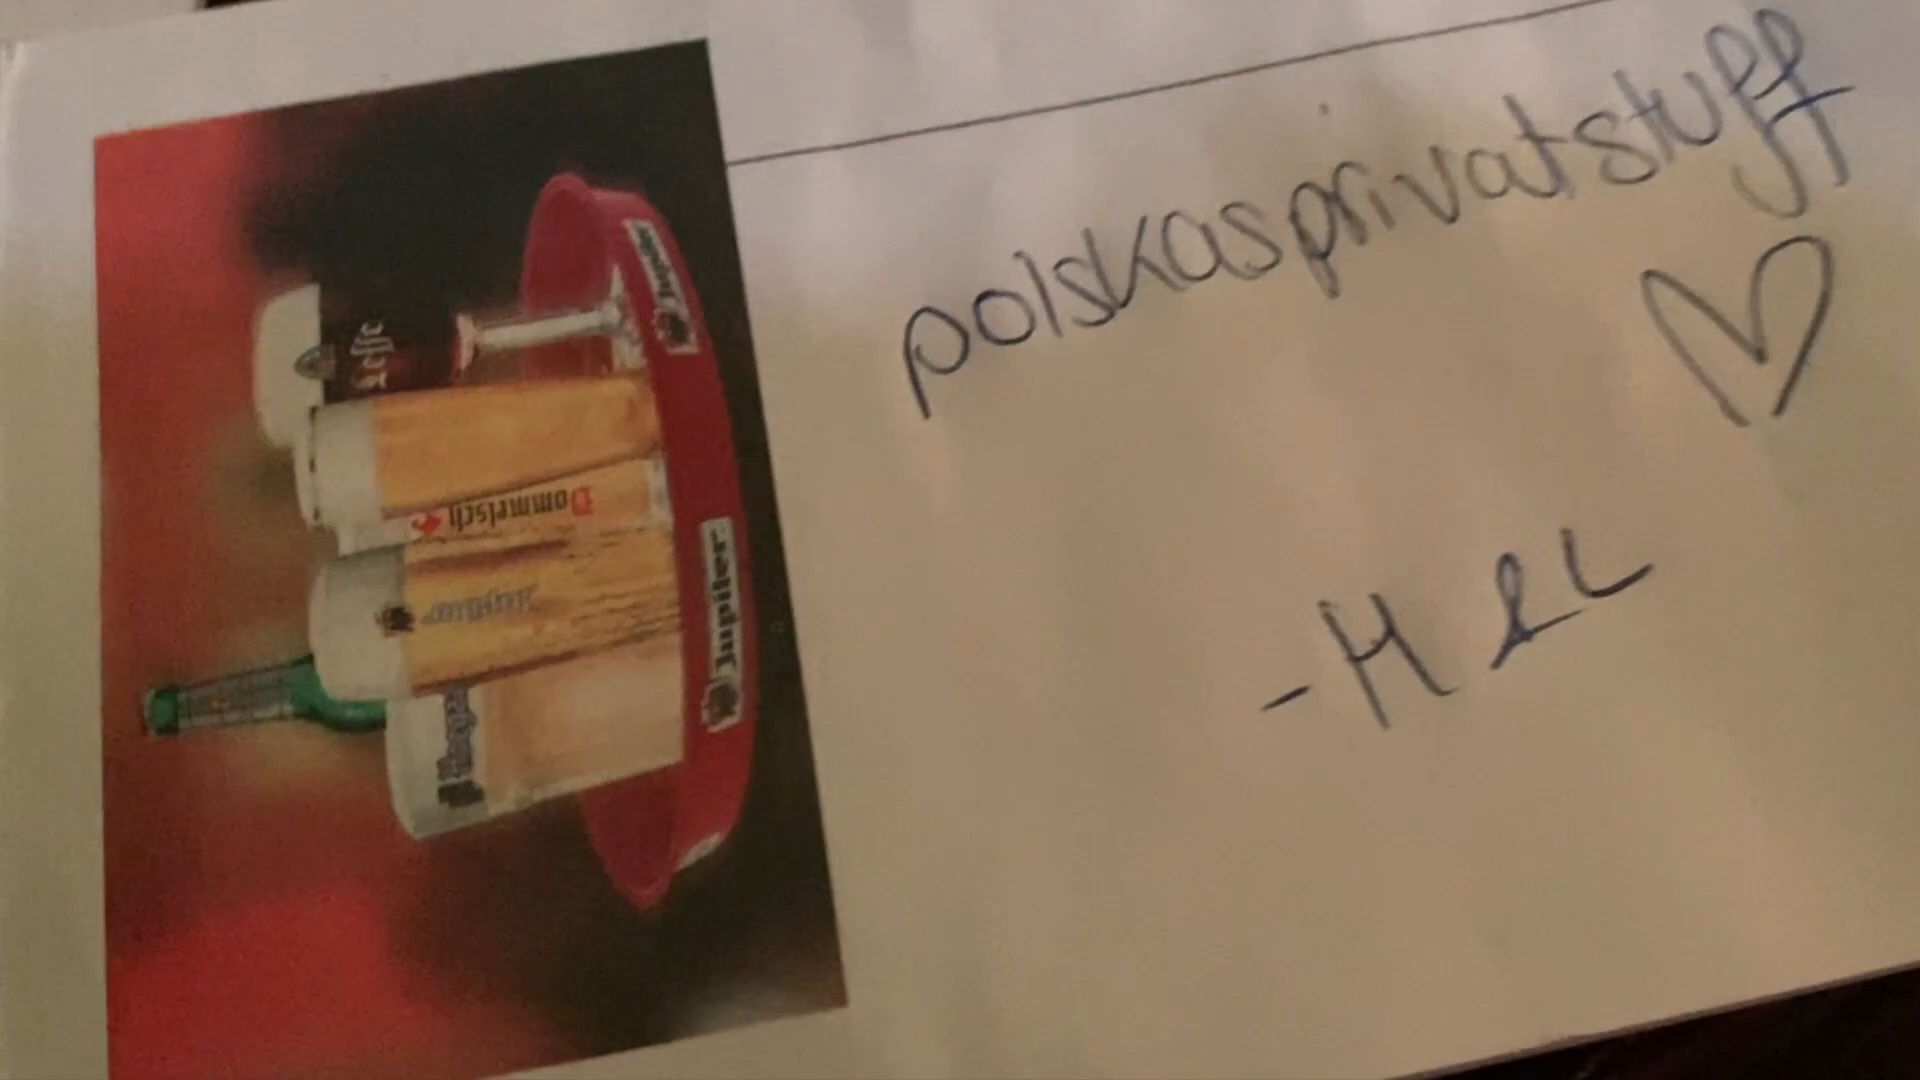 polskasprivatstuff
- H & L
Leffe
Dommelsch
Jupiler
Jupiler
Jupiler